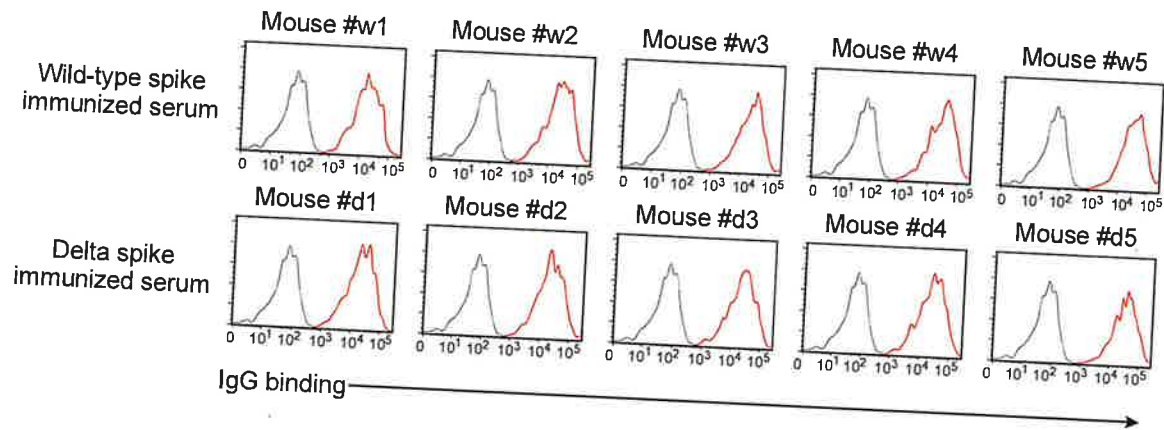 Mouse #w1 Mouse #w2 Mouse #w3 Mouse #w4 Mouse #w5
Wild-type spike
immunized serum
0 10¹ 10² 10³ 10⁴ 10⁵ 0 10¹ 10² 10³ 10⁴ 10⁵ 0 10¹ 10² 10³ 10⁴ 10⁵ 0 10¹ 10² 10³ 10⁴ 10⁵ 0 10¹ 10² 10³ 10⁴ 10⁵
Mouse #d1 Mouse #d2 Mouse #d3 Mouse #d4 Mouse #d5
Delta spike
immunized serum
0 10¹ 10² 10³ 10⁴ 10⁵ 0 10¹ 10² 10³ 10⁴ 10⁵ 0 10¹ 10² 10³ 10⁴ 10⁵ 0 10¹ 10² 10³ 10⁴ 10⁵ 0 10¹ 10² 10³ 10⁴ 10⁵
IgG binding